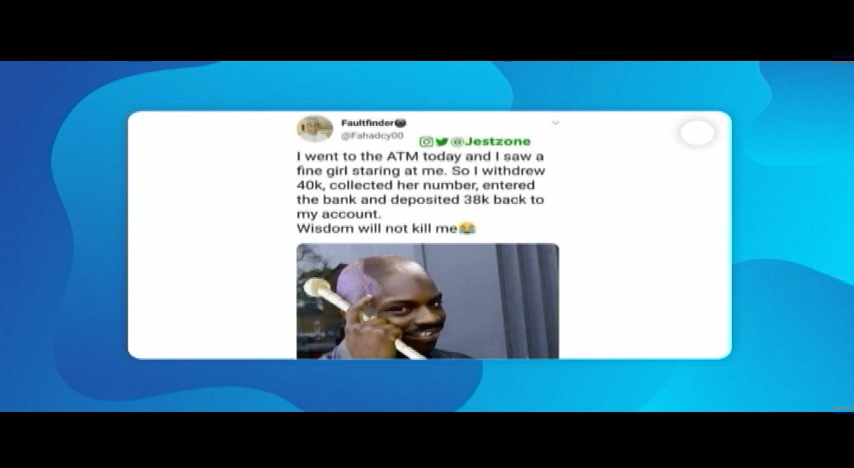 Faultfinder
@Fahadcy00
@Jestzone
I went to the ATM today and I saw a
fine girl staring at me. So I withdrew
40k, collected her number, entered
the bank and deposited 38k back to
my account.
Wisdom will not kill me😂